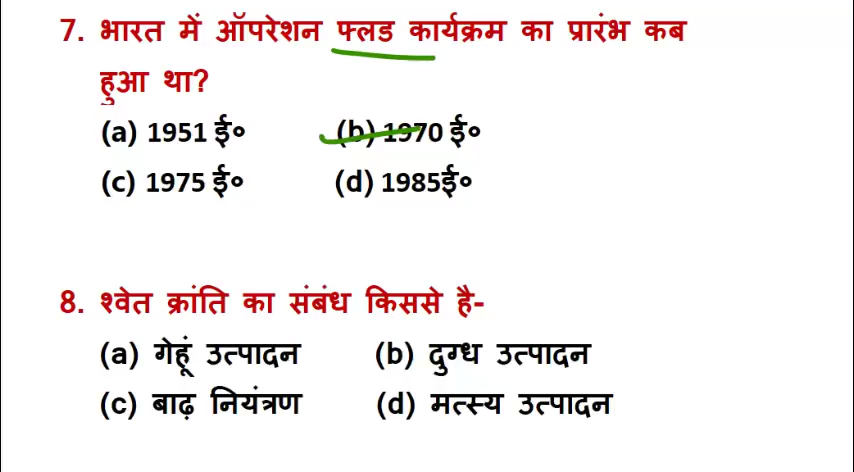 7. भारत में ऑपरेशन फ्लड कार्यक्रम का प्रारंभ कब
हुआ था?
(a) 1951 ई० (b) 1970 ई०
(c) 1975 ई० (d) 1985ई०
8. श्वेत क्रांति का संबंध किससे है-
(a) गेहूं उत्पादन (b) दुग्ध उत्पादन
(c) बाढ़ नियंत्रण (d) मत्स्य उत्पादन